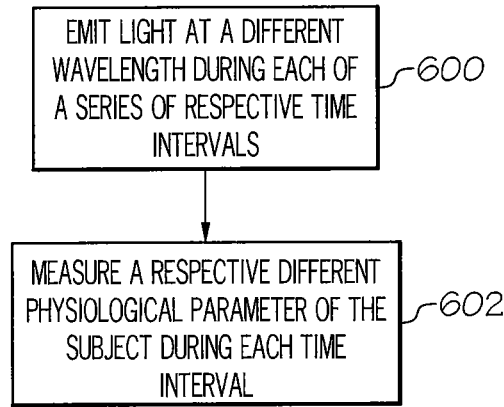 EMIT LIGHT AT A DIFFERENT
WAVELENGTH DURING EACH OF
A SERIES OF RESPECTIVE TIME
INTERVALS
600
MEASURE A RESPECTIVE DIFFERENT
PHYSIOLOGICAL PARAMETER OF THE
SUBJECT DURING EACH TIME
INTERVAL
602